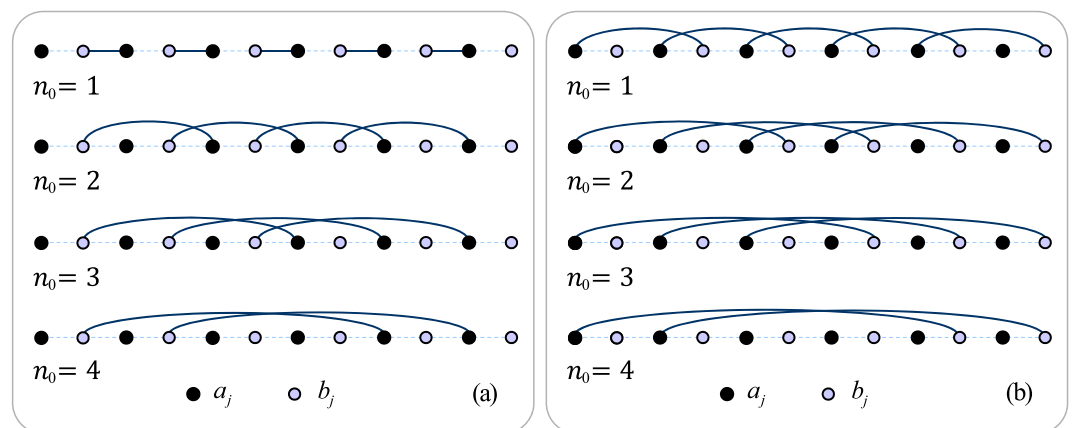 n₀= 1
n₀= 2
n₀= 3
n₀= 4
aⱼ bⱼ (a)
n₀= 1
n₀= 2
n₀= 3
n₀= 4
aⱼ bⱼ (b)